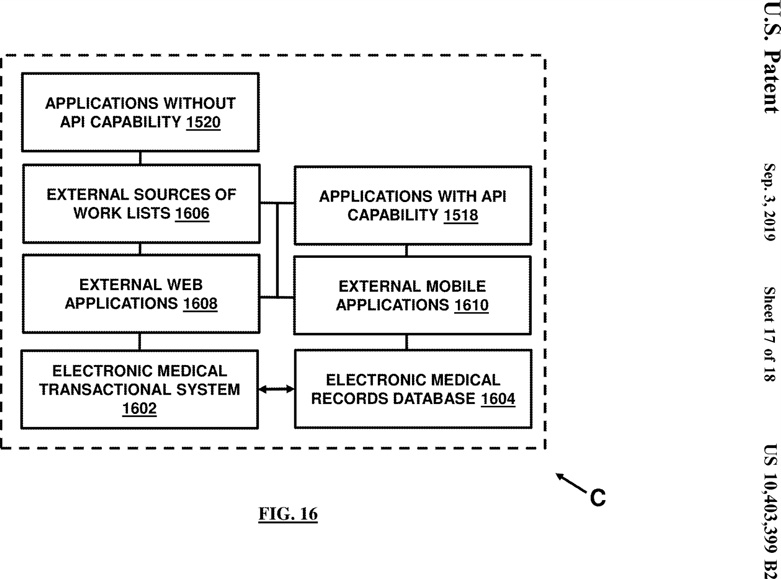 APPLICATIONS WITHOUT
API CAPABILITY 1520
EXTERNAL SOURCES OF
WORK LISTS 1606
APPLICATIONS WITH API
CAPABILITY 1518
EXTERNAL WEB
APPLICATIONS 1608
EXTERNAL MOBILE
APPLICATIONS 1610
ELECTRONIC MEDICAL
TRANSACTIONAL SYSTEM
1602
ELECTRONIC MEDICAL
RECORDS DATABASE 1604
C
FIG. 16
U.S. Patent Sep. 3, 2019 Sheet 17 of 18 US 10,403,399 B2